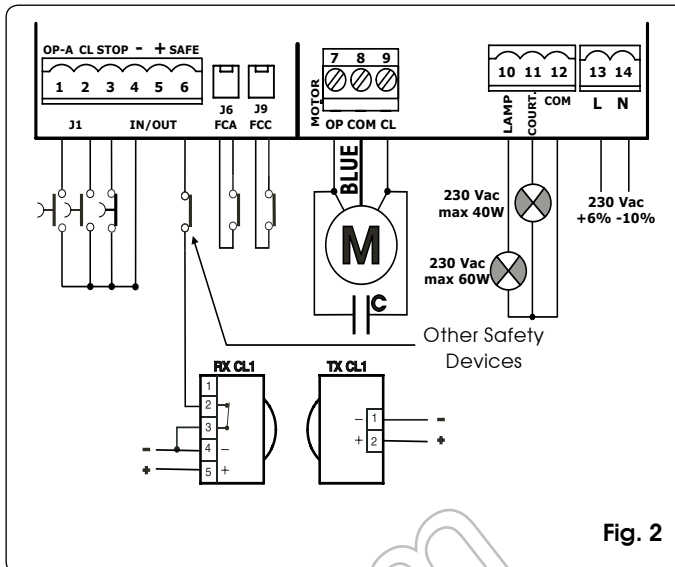 OP-A CL STOP - + SAFE
1 2 3 4 5 6
J1 IN/OUT
J6 FCA
J9 FCC
MOTOR
7 8 9
OP COM CL
BLUE
M
C
10 11 12
LAMP
COURT.
COM
13 14
L N
230 Vac
max 40W
230 Vac
+6% -10%
230 Vac
max 60W
Other Safety
Devices
RX CL1
1
2
3
- 4 -
+ 5 +
TX CL1
- 1 -
+ 2 +
Fig. 2